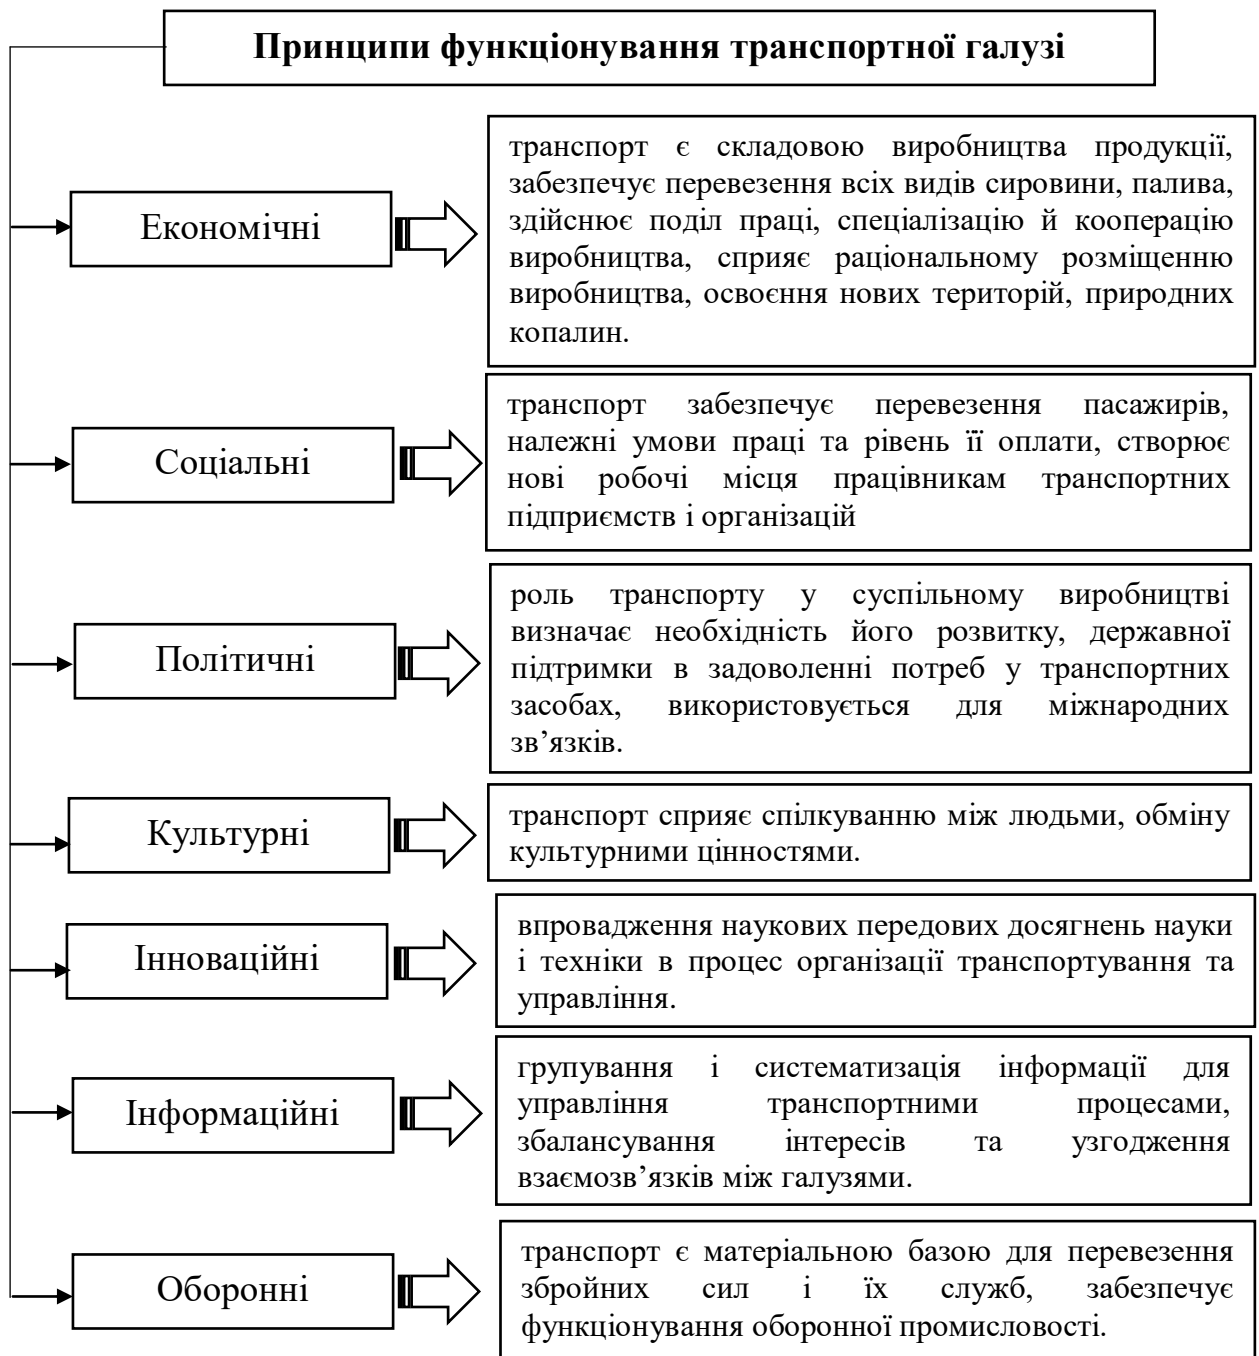 Принципи функціонування транспортної галузі
Економічні
транспорт є складовою виробництва продукції,
забезпечує перевезення всіх видів сировини, палива,
здійснює поділ праці, спеціалізацію й кооперацію
виробництва, сприяє раціональному розміщенню
виробництва, освоєння нових територій, природних
копалин.
Соціальні
транспорт забезпечує перевезення пасажирів,
належні умови праці та рівень її оплати, створює
нові робочі місця працівникам транспортних
підприємств і організацій
Політичні
роль транспорту у суспільному виробництві
визначає необхідність його розвитку, державної
підтримки в задоволенні потреб у транспортних
засобах, використовується для міжнародних
зв’язків.
Культурні
транспорт сприяє спілкуванню між людьми, обміну
культурними цінностями.
Інноваційні
впровадження наукових передових досягнень науки
і техніки в процес організації транспортування та
управління.
Інформаційні
групування і систематизація інформації для
управління транспортними процесами,
збалансування інтересів та узгодження
взаємозв’язків між галузями.
Оборонні
транспорт є матеріальною базою для перевезення
збройних сил і їх служб, забезпечує
функціонування оборонної промисловості.